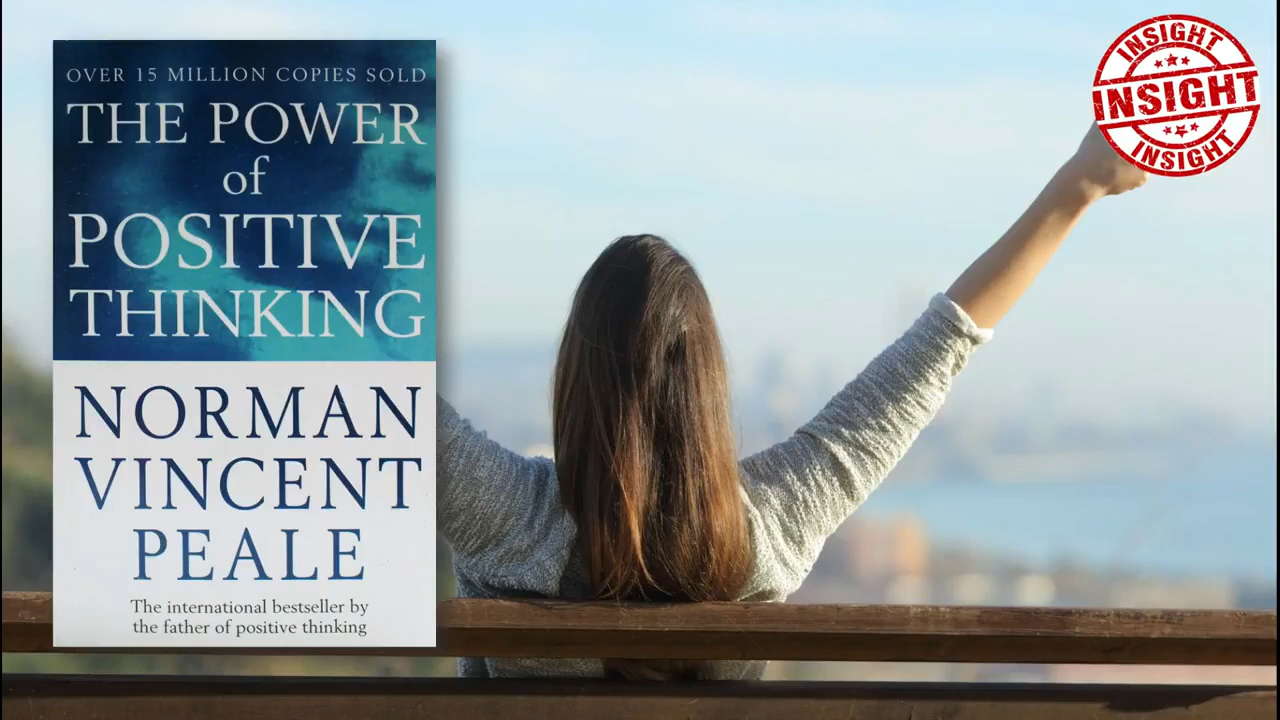 OVER 15 MILLION COPIES SOLD
THE POWER
of
POSITIVE
THINKING
NORMAN
VINCENT
PEALE
The international bestseller by
the father of positive thinking
INSIGHT
INSIGHT
INSIGHT